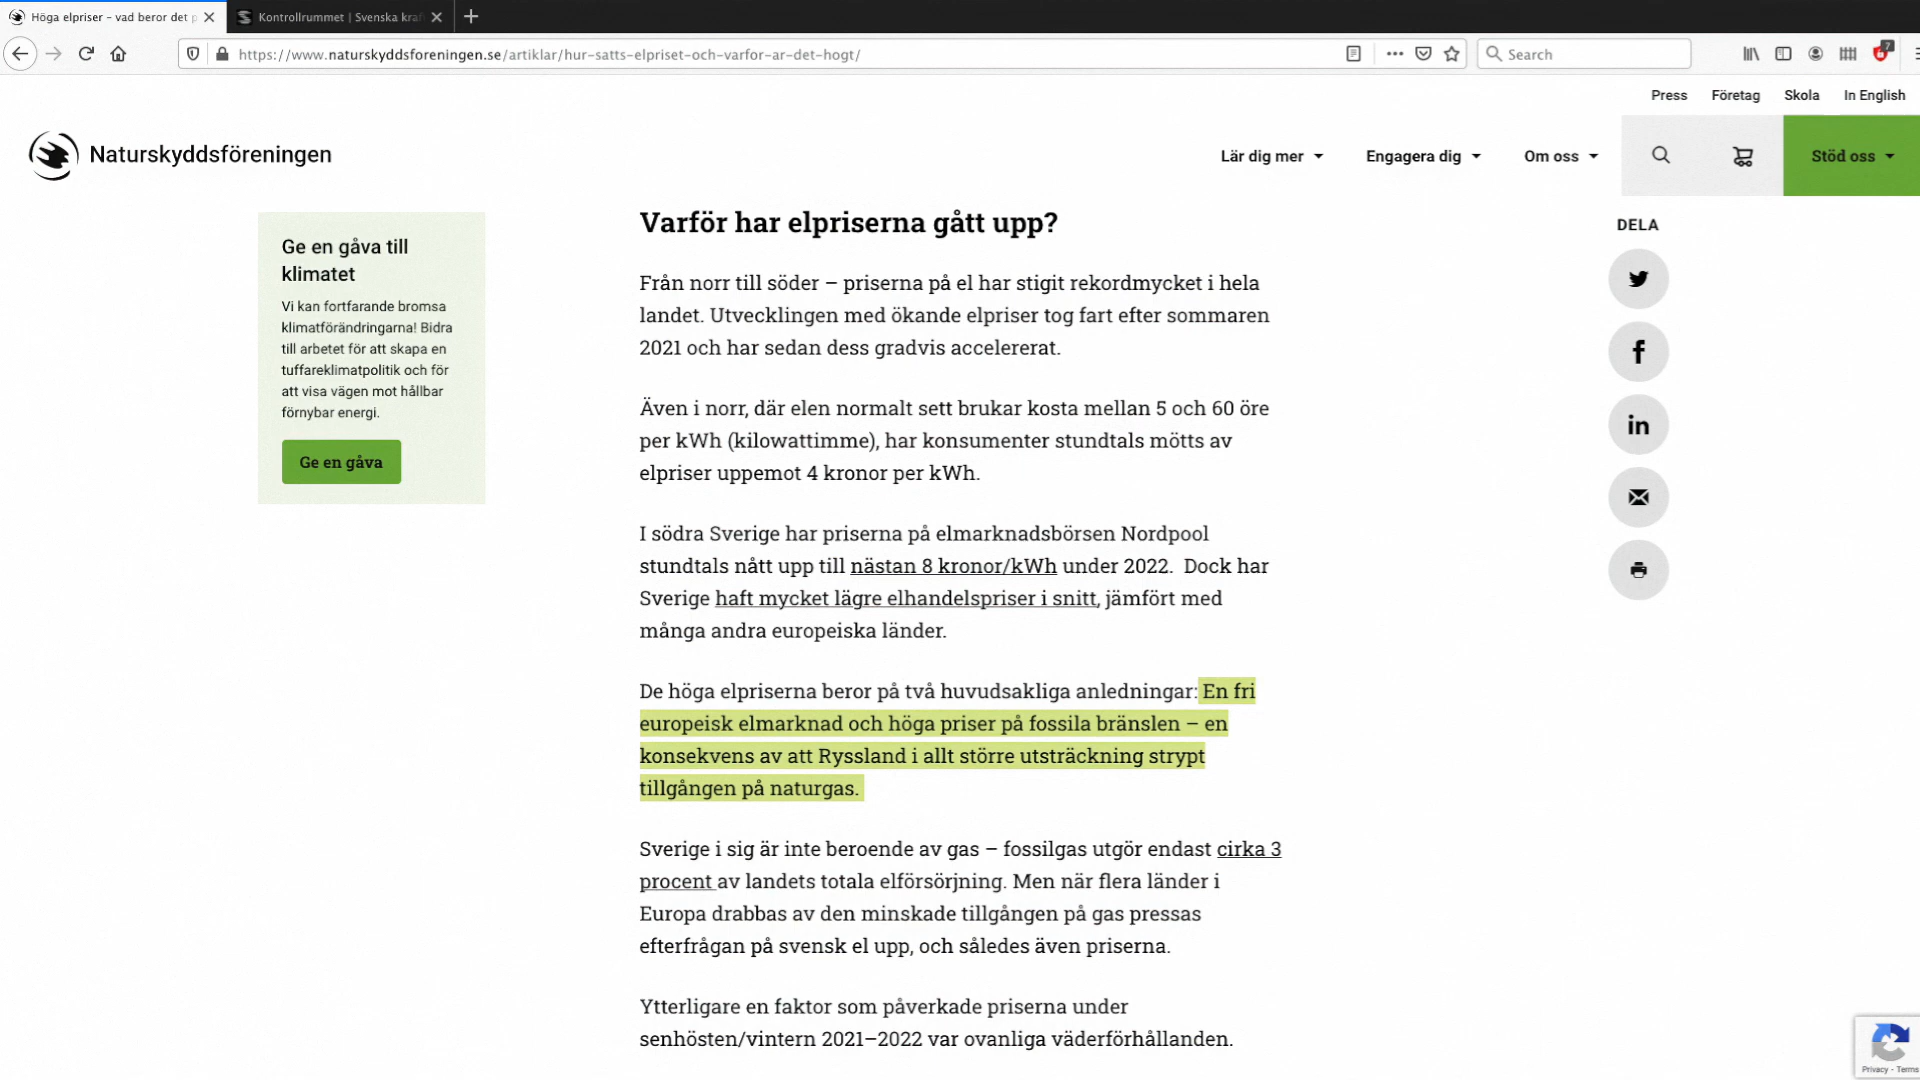 Höga elpriser – vad beror det p
Kontrollrummet | Svenska kraf
https://www.naturskyddsforeningen.se/artiklar/hur-satts-elpriset-och-varfor-ar-det-hogt/
Search
7
Press Företag Skola In English
Naturskyddsföreningen
Lär dig mer Engagera dig Om oss Stöd oss
Ge en gåva till
klimatet
Vi kan fortfarande bromsa
klimatförändringarna! Bidra
till arbetet för att skapa en
tuffareklimatpolitik och för
att visa vägen mot hållbar
förnybar energi.
Ge en gåva
Varför har elpriserna gått upp?
Från norr till söder – priserna på el har stigit rekordmycket i hela
landet. Utvecklingen med ökande elpriser tog fart efter sommaren
2021 och har sedan dess gradvis accelererat.
Även i norr, där elen normalt sett brukar kosta mellan 5 och 60 öre
per kWh (kilowattimme), har konsumenter stundtals mötts av
elpriser uppemot 4 kronor per kWh.
I södra Sverige har priserna på elmarknadsbörsen Nordpool
stundtals nått upp till nästan 8 kronor/kWh under 2022. Dock har
Sverige haft mycket lägre elhandelspriser i snitt, jämfört med
många andra europeiska länder.
De höga elpriserna beror på två huvudsakliga anledningar: En fri
europeisk elmarknad och höga priser på fossila bränslen – en
konsekvens av att Ryssland i allt större utsträckning strypt
tillgången på naturgas.
Sverige i sig är inte beroende av gas – fossilgas utgör endast cirka 3
procent av landets totala elförsörjning. Men när flera länder i
Europa drabbas av den minskade tillgången på gas pressas
efterfrågan på svensk el upp, och således även priserna.
Ytterligare en faktor som påverkade priserna under
senhösten/vintern 2021–2022 var ovanliga väderförhållanden.
DELA
Privacy - Terms